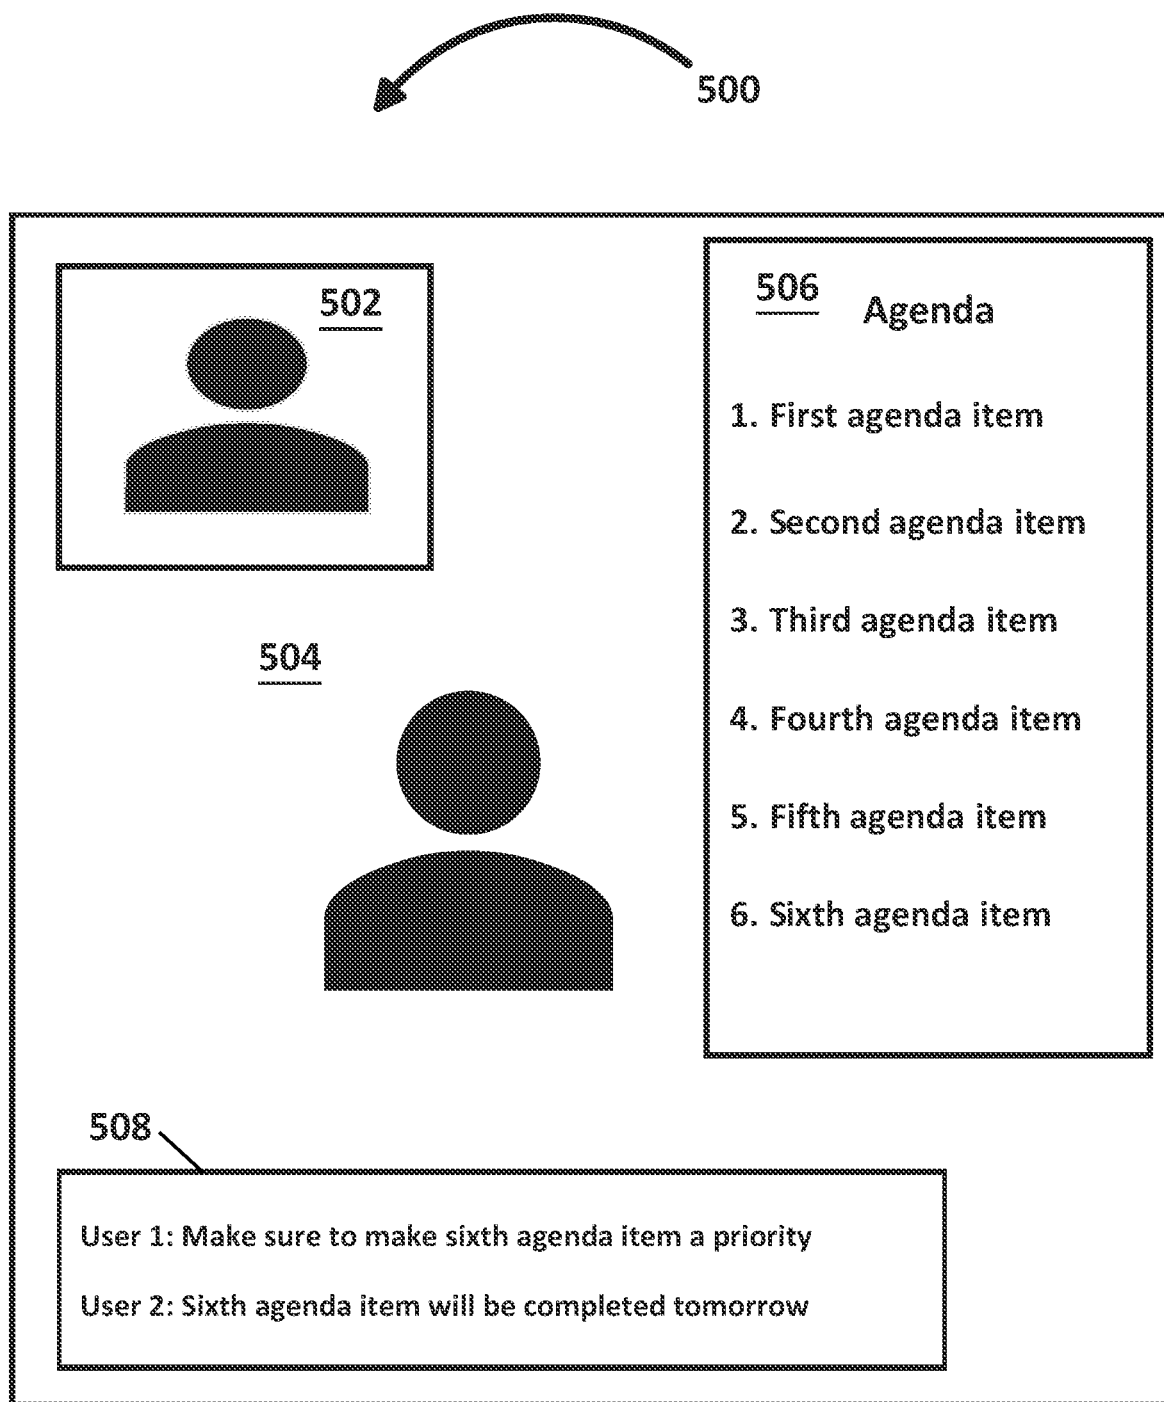 500
502
506 Agenda
1. First agenda item
2. Second agenda item
3. Third agenda item
504
4. Fourth agenda item
5. Fifth agenda item
6. Sixth agenda item
508
User 1: Make sure to make sixth agenda item a priority
User 2: Sixth agenda item will be completed tomorrow